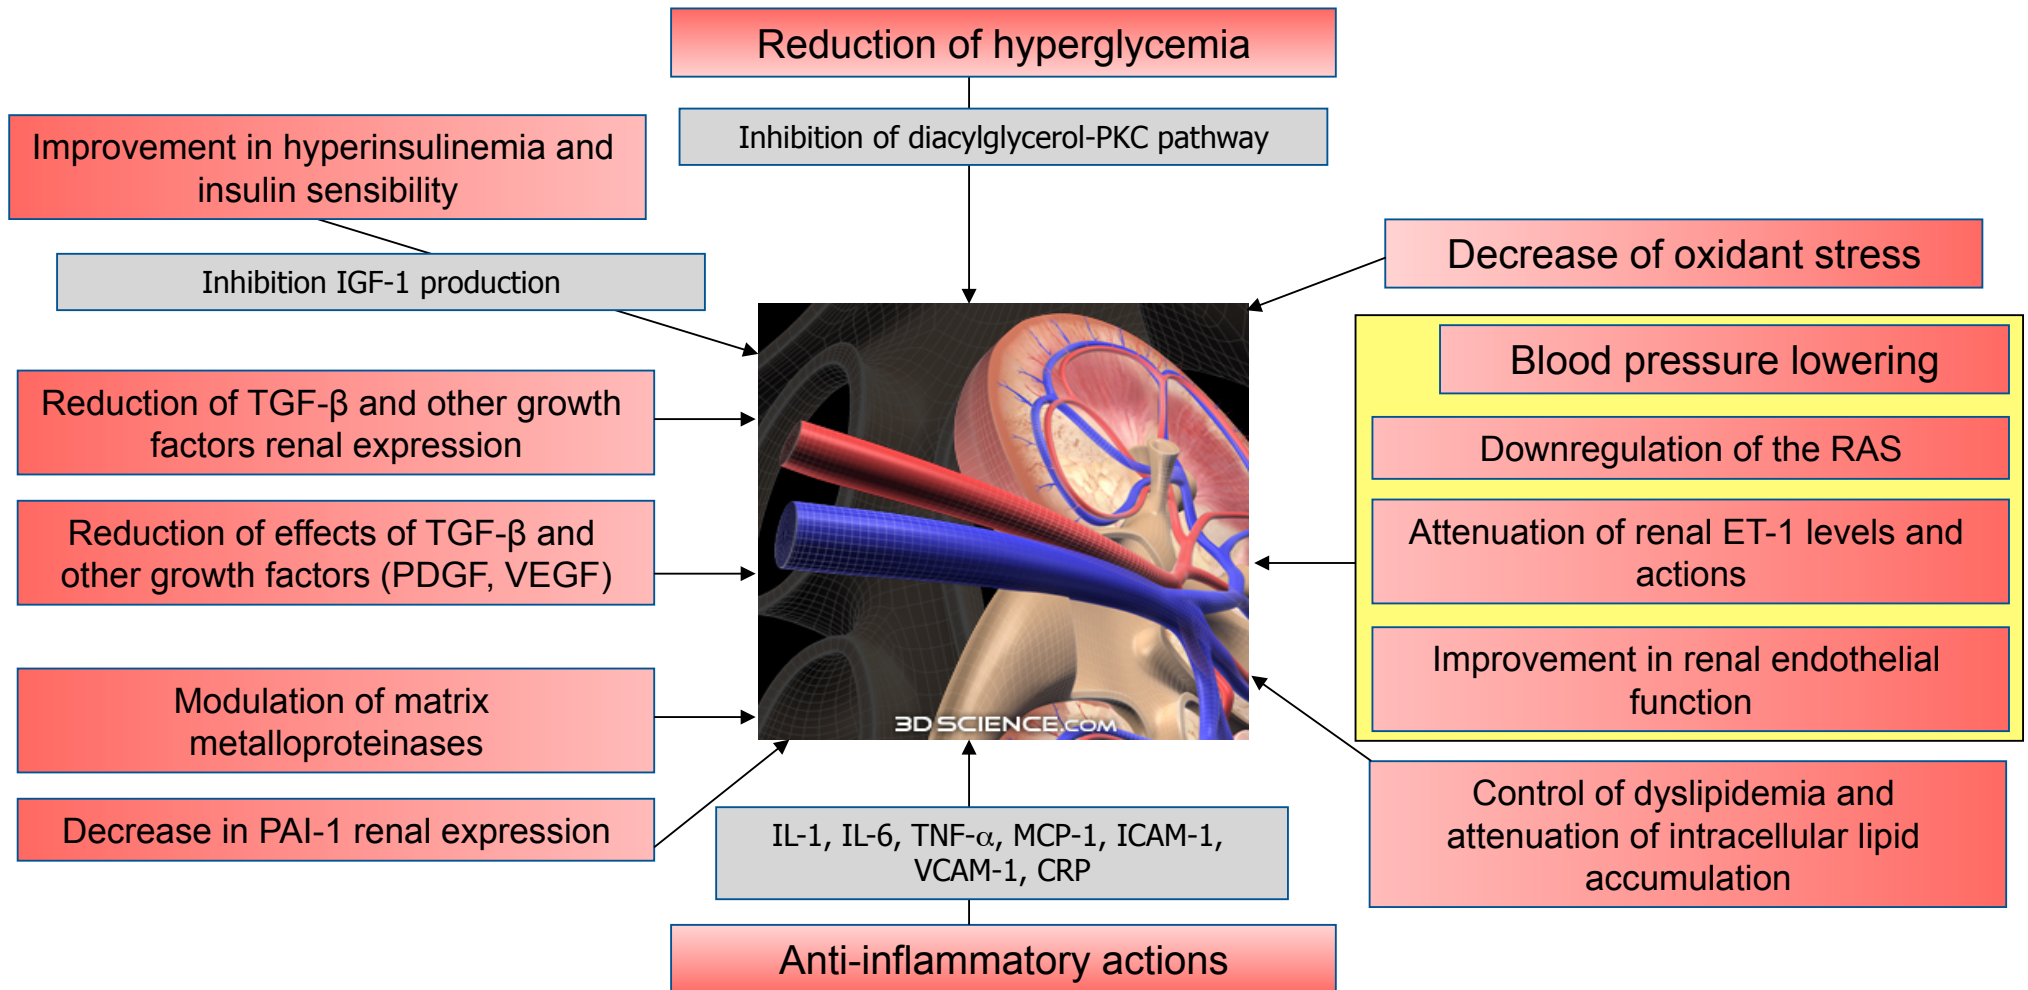 Reduction of hyperglycemia
Inhibition of diacylglycerol-PKC pathway
Improvement in hyperinsulinemia and
insulin sensibility
Inhibition IGF-1 production
Decrease of oxidant stress
Blood pressure lowering
Reduction of TGF-β and other growth
factors renal expression
Downregulation of the RAS
Reduction of effects of TGF-β and
other growth factors (PDGF, VEGF)
Attenuation of renal ET-1 levels and
actions
Improvement in renal endothelial
function
Modulation of matrix
metalloproteinases
3D SCIENCE.COM
Decrease in PAI-1 renal expression
IL-1, IL-6, TNF-α, MCP-1, ICAM-1,
VCAM-1, CRP
Control of dyslipidemia and
attenuation of intracellular lipid
accumulation
Anti-inflammatory actions